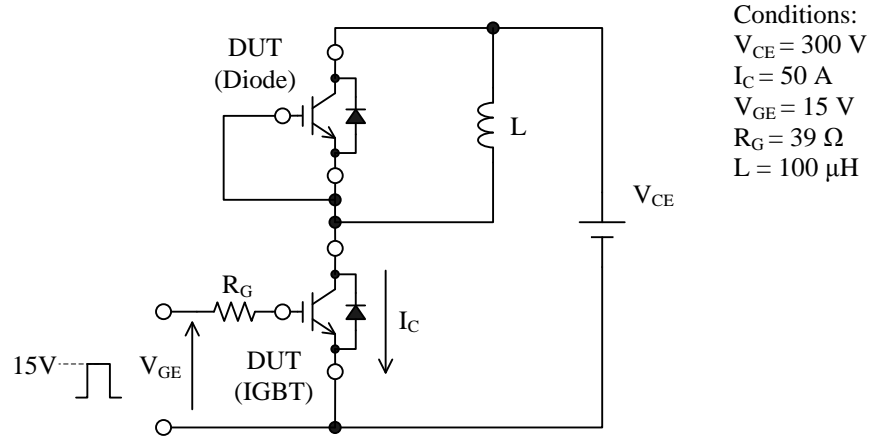 DUT
(Diode)
L
V_CE
R_G
I_C
15V
V_GE
DUT
(IGBT)
Conditions:
V_CE = 300 V
I_C = 50 A
V_GE = 15 V
R_G = 39 Ω
L = 100 μH